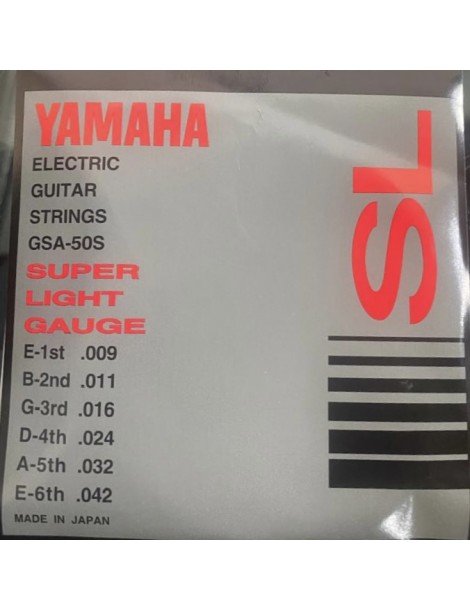 YAMAHA
ELECTRIC
GUITAR
STRINGS
GSA-50S
SUPER
LIGHT
GAUGE
E-1st .009
B-2nd .011
G-3rd .016
D-4th .024
A-5th .032
E-6th .042
MADE IN JAPAN
SL